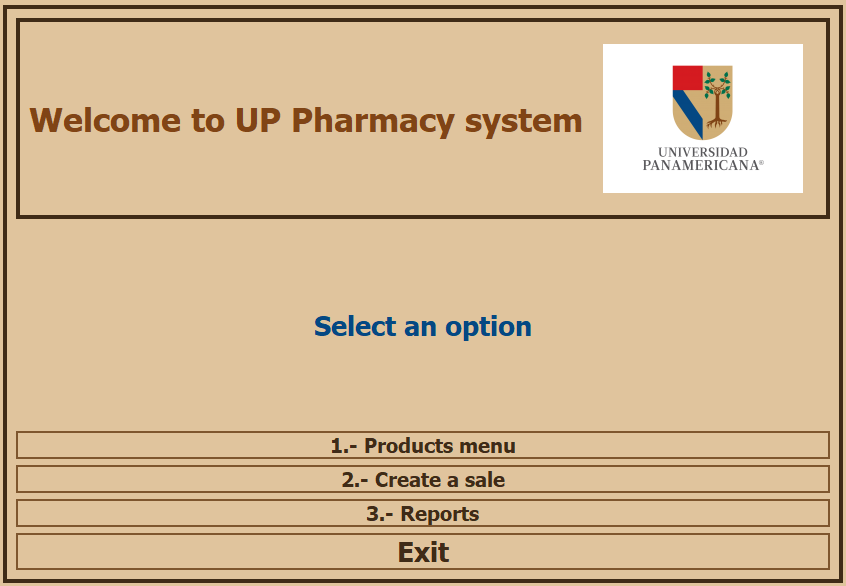 Welcome to UP Pharmacy system
UNIVERSIDAD
PANAMERICANA®
Select an option
1.- Products menu
2.- Create a sale
3.- Reports
Exit